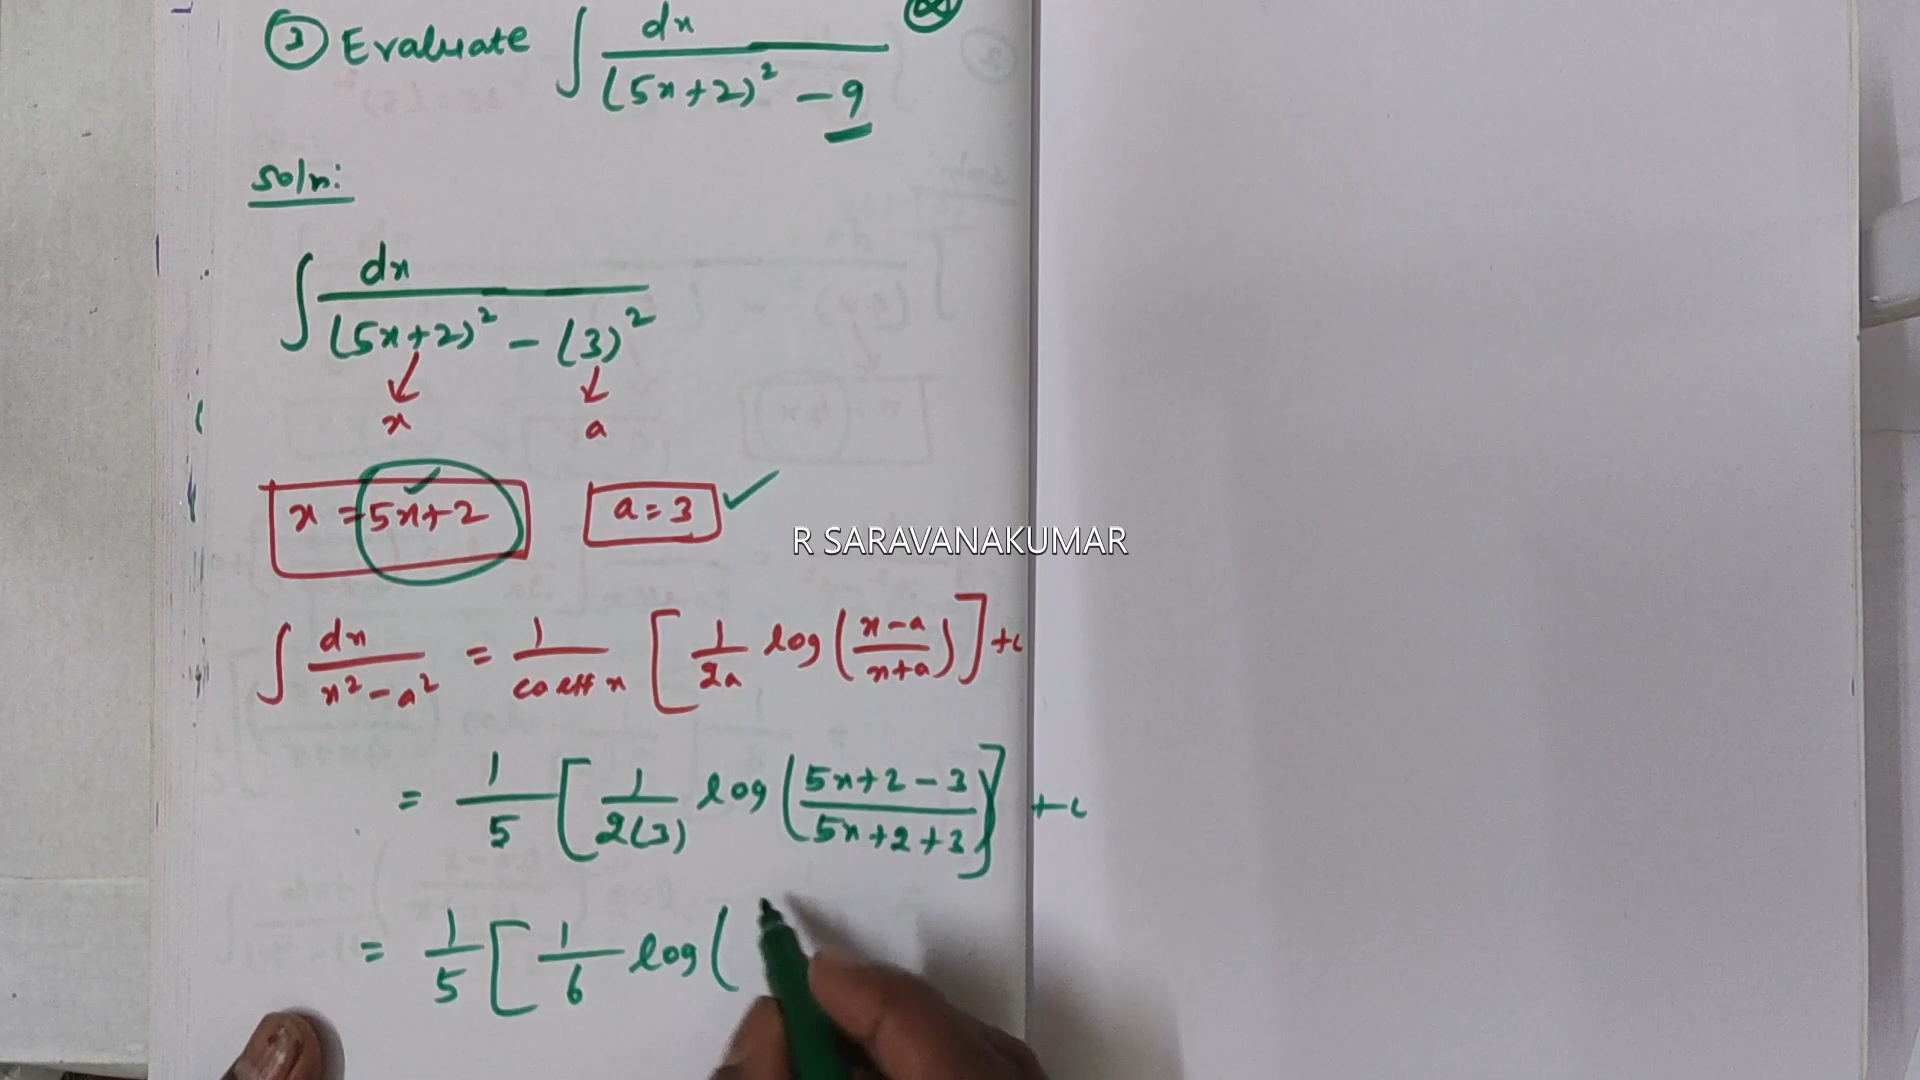 ③ Evaluate ∫ dx / (5x+2)² - 9
Soln:
∫ dx / (5x+2)² - (3)²
x a
x = 5x+2 ✓ a = 3 ✓
R SARAVANAKUMAR
∫ dx / x² - a² = 1 / coeff x [ 1 / 2a log ( x-a / x+a ) ] + c
= 1 / 5 [ 1 / 2(3) log ( 5x+2-3 / 5x+2+3 ) ] + c
= 1 / 5 [ 1 / 6 log (